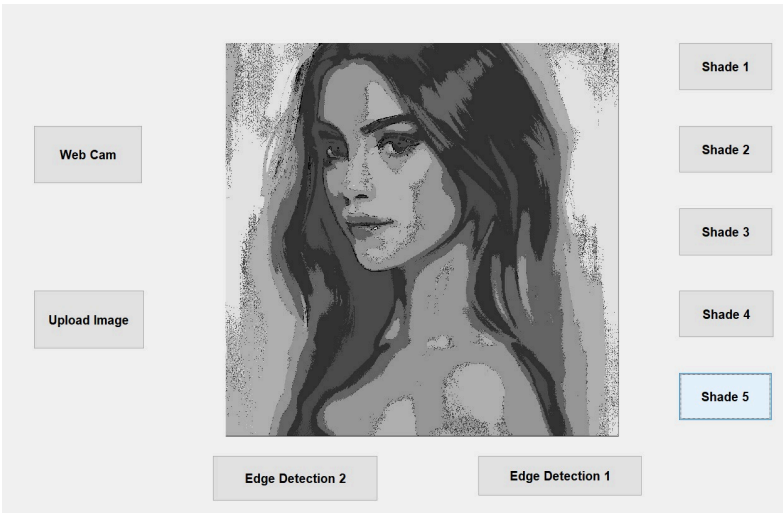 Shade 1
Web Cam
Shade 2
Shade 3
Upload Image
Shade 4
Shade 5
Edge Detection 2
Edge Detection 1